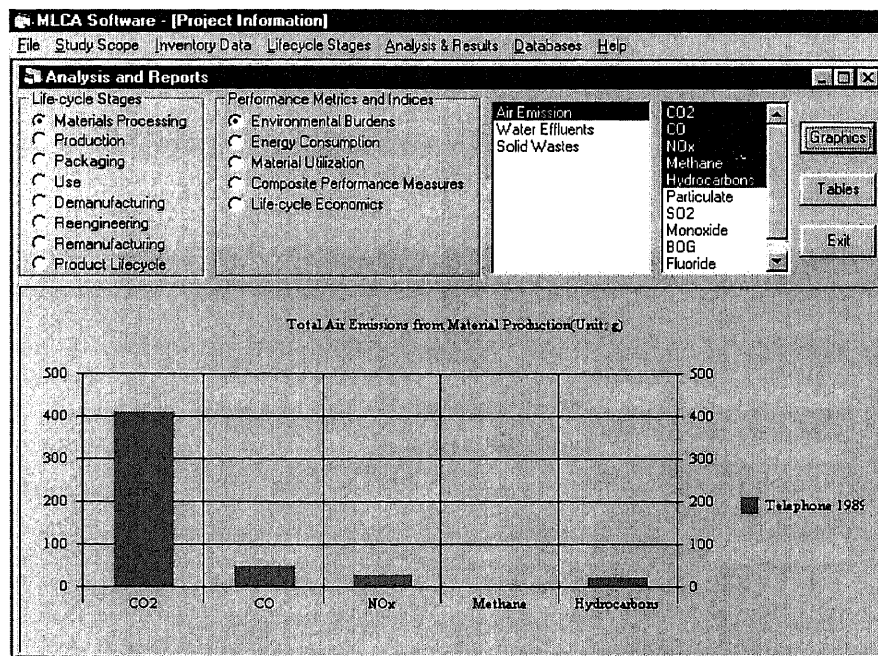 MLCA Software - [Project Information]
File Study Scope Inventory Data Lifecycle Stages Analysis & Results Databases Help
Analysis and Reports
Life-cycle Stages
Materials Processing
Production
Packaging
Use
Demanufacturing
Reengineering
Remanufacturing
Product Lifecycle
Performance Metrics and Indices
Environmental Burdens
Energy Consumption
Material Utilization
Composite Performance Measures
Life-cycle Economics
Air Emission
Water Effluents
Solid Wastes
CO2
CO
NOx
Methane
Hydrocarbons
Particulate
SO2
Monoxide
BOG
Fluoride
Graphics
Tables
Exit
Total Air Emissions from Material Production(Unit: g)
500 500
400 400
300 300
200 200
100 100
0 0
CO2 CO NOx Methane Hydrocarbons
Telephone 1989